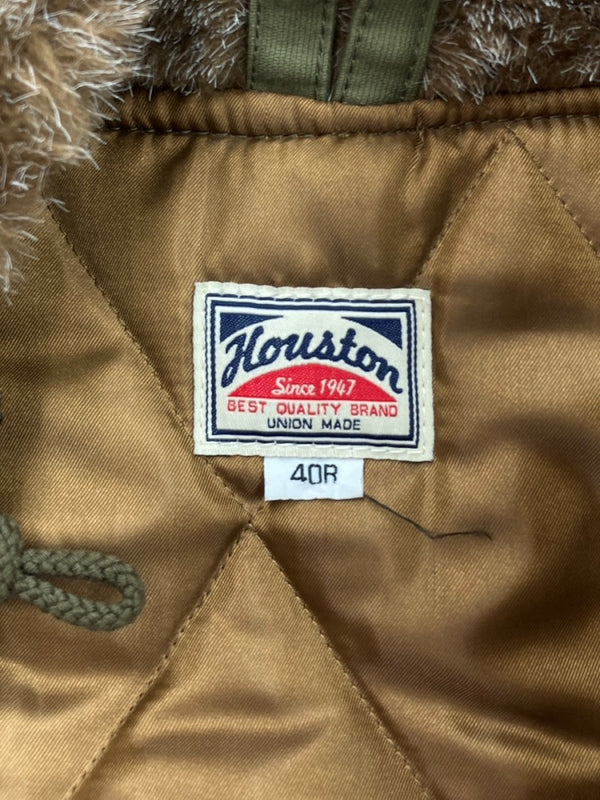 Houston
Since 1947
BEST QUALITY BRAND
UNION MADE
40R